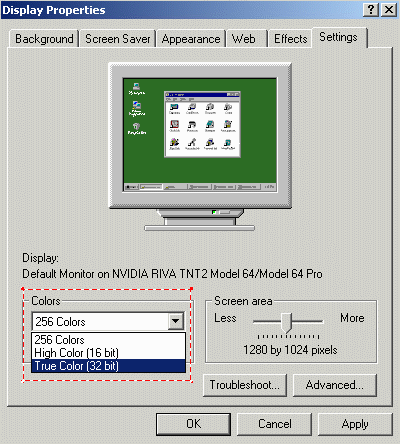 Display Properties
Background Screen Saver Appearance Web Effects Settings
Display:
Default Monitor on NVIDIA RIVA TNT2 Model 64/Model 64 Pro
Colors
256 Colors
256 Colors
High Color (16 bit)
True Color (32 bit)
Screen area
Less More
1280 by 1024 pixels
Troubleshoot... Advanced...
OK Cancel Apply